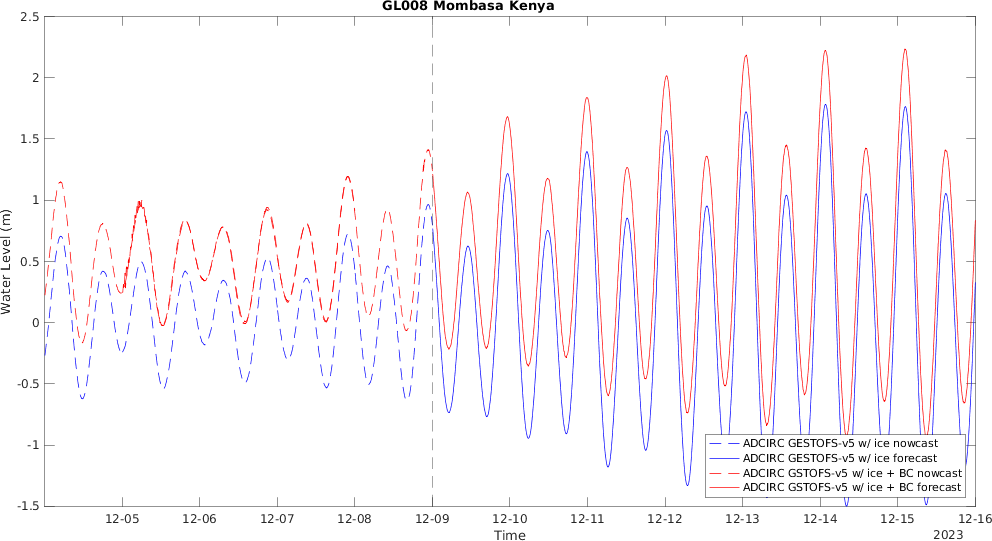 GL008 Mombasa Kenya
2.5
2
1.5
1
0.5
0
-0.5
-1
-1.5
Water Level (m)
ADCIRC GESTOFS-v5 w/ ice nowcast
ADCIRC GESTOFS-v5 w/ ice forecast
ADCIRC GSTOFS-v5 w/ ice + BC nowcast
ADCIRC GSTOFS-v5 w/ ice + BC forecast
12-05 12-06 12-07 12-08 12-09 12-10 12-11 12-12 12-13 12-14 12-15 12-16
Time
2023